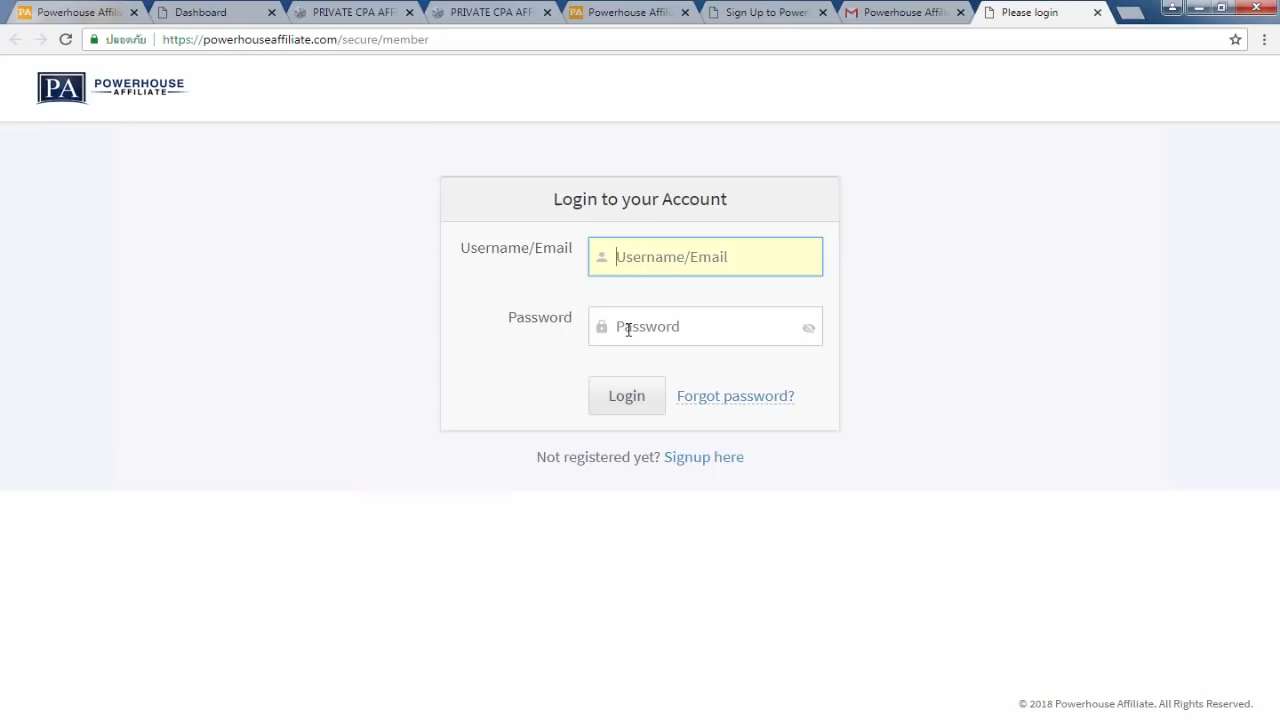 Powerhouse Affili
Dashboard
PRIVATE CPA AFF
PRIVATE CPA AFF
Powerhouse Affili
Sign Up to Power
Powerhouse Affili
Please login
ปลอดภัย
https://powerhouseaffiliate.com/secure/member
PA POWERHOUSE
AFFILIATE
Login to your Account
Username/Email
Username/Email
Password
Password
Login
Forgot password?
Not registered yet? Signup here
© 2018 Powerhouse Affiliate. All Rights Reserved.